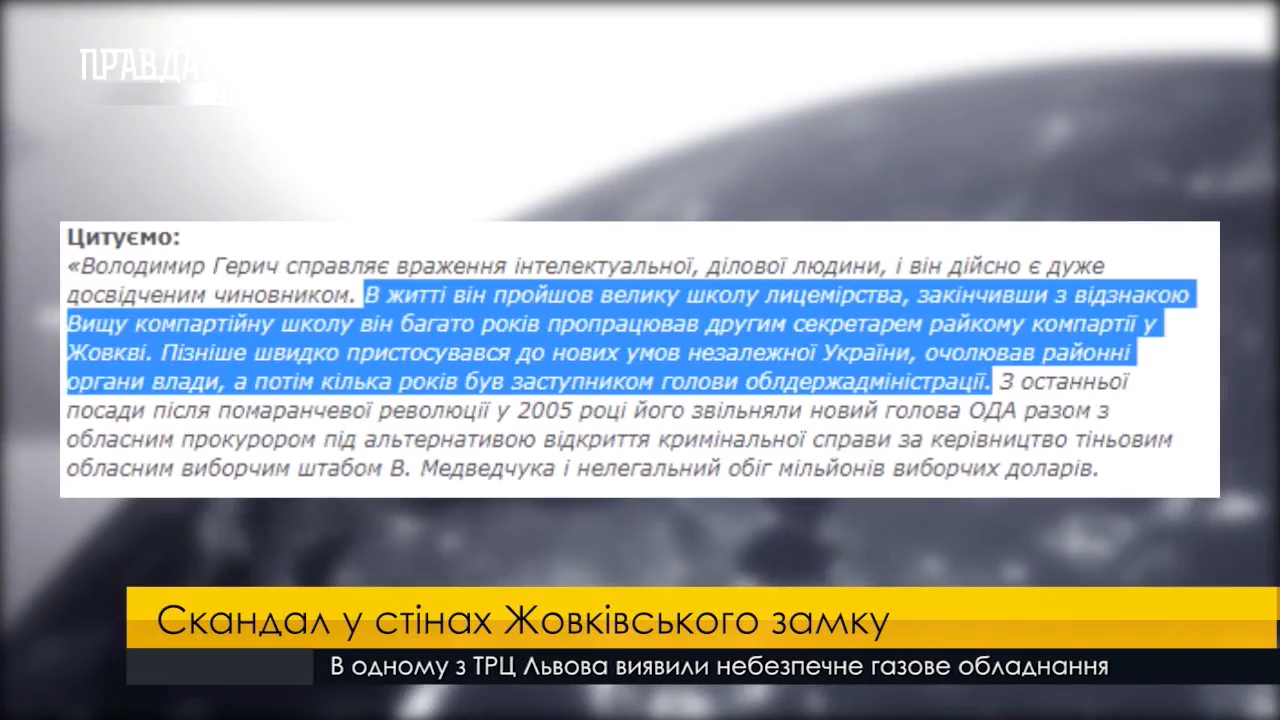 ПРАВДА
Цитуємо:
«Володимир Герич справляє враження інтелектуальної, ділової людини, і він дійсно є дуже
досвідченим чиновником. В житті він пройшов велику школу лицемірства, закінчивши з відзнакою
Вищу компартійну школу він багато років пропрацював другим секретарем райкому компартії у
Жовкві. Пізніше швидко пристосувався до нових умов незалежної України, очолював районні
органи влади, а потім кілька років був заступником голови облдержадміністрації. З останньої
посади після помаранчевої революції у 2005 році його звільняли новий голова ОДА разом з
обласним прокурором під альтернативою відкриття кримінальної справи за керівництво тіньовим
обласним виборчим штабом В. Медведчука і нелегальний обіг мільйонів виборчих доларів.
Скандал у стінах Жовківського замку
В одному з ТРЦ Львова виявили небезпечне газове обладнання